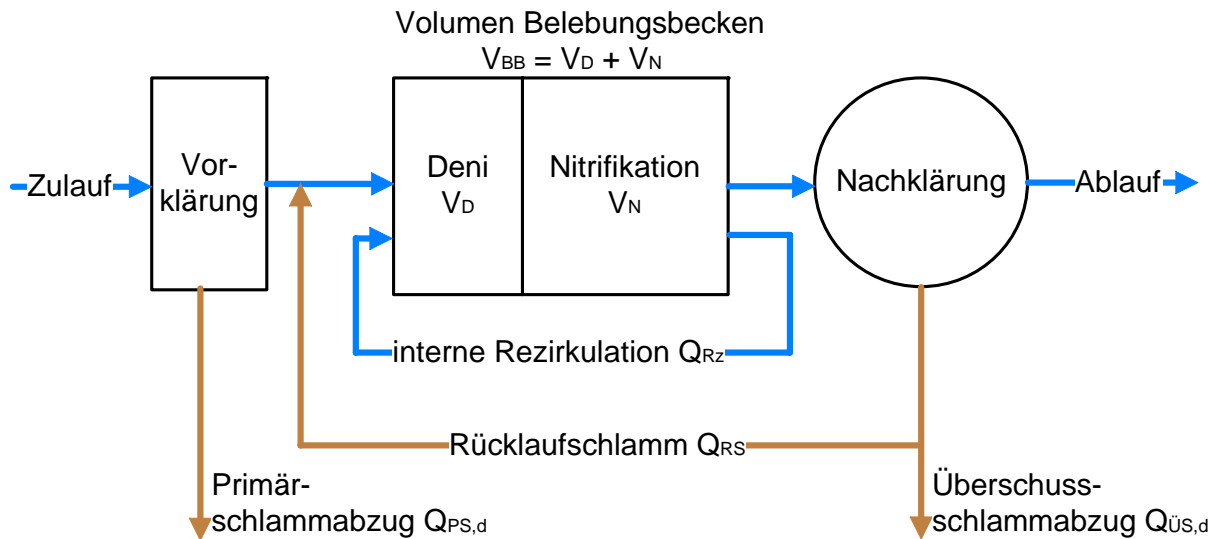 Volumen Belebungsbecken
VBB = VD + VN
Zulauf
Vor-
klärung
Deni
VD
Nitrifikation
VN
Nachklärung
Ablauf
interne Rezirkulation QRz
Rücklaufschlamm QRS
Primär-
schlammabzug QPS,d
Überschuss-
schlammabzug QÜS,d